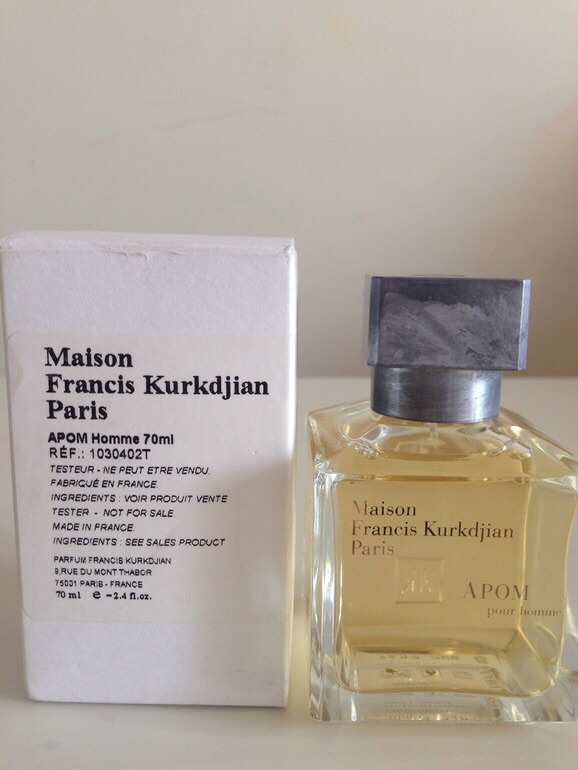 Maison
Francis Kurkdjian
Paris
APOM Homme 70ml
RÉF.: 1030402T
TESTEUR - NE PEUT ETRE VENDU.
FABRIQUÉ EN FRANCE.
INGREDIENTS : VOIR PRODUIT VENTE
TESTER - NOT FOR SALE.
MADE IN FRANCE.
INGREDIENTS : SEE SALES PRODUCT
PARFUM FRANCIS KURKDJIAN
9,RUE DU MONT THABOR
75001 PARIS - FRANCE
70 ml e -2.4 fl.oz.
Maison
Francis Kurkdjian
Paris
APOM
pour homme